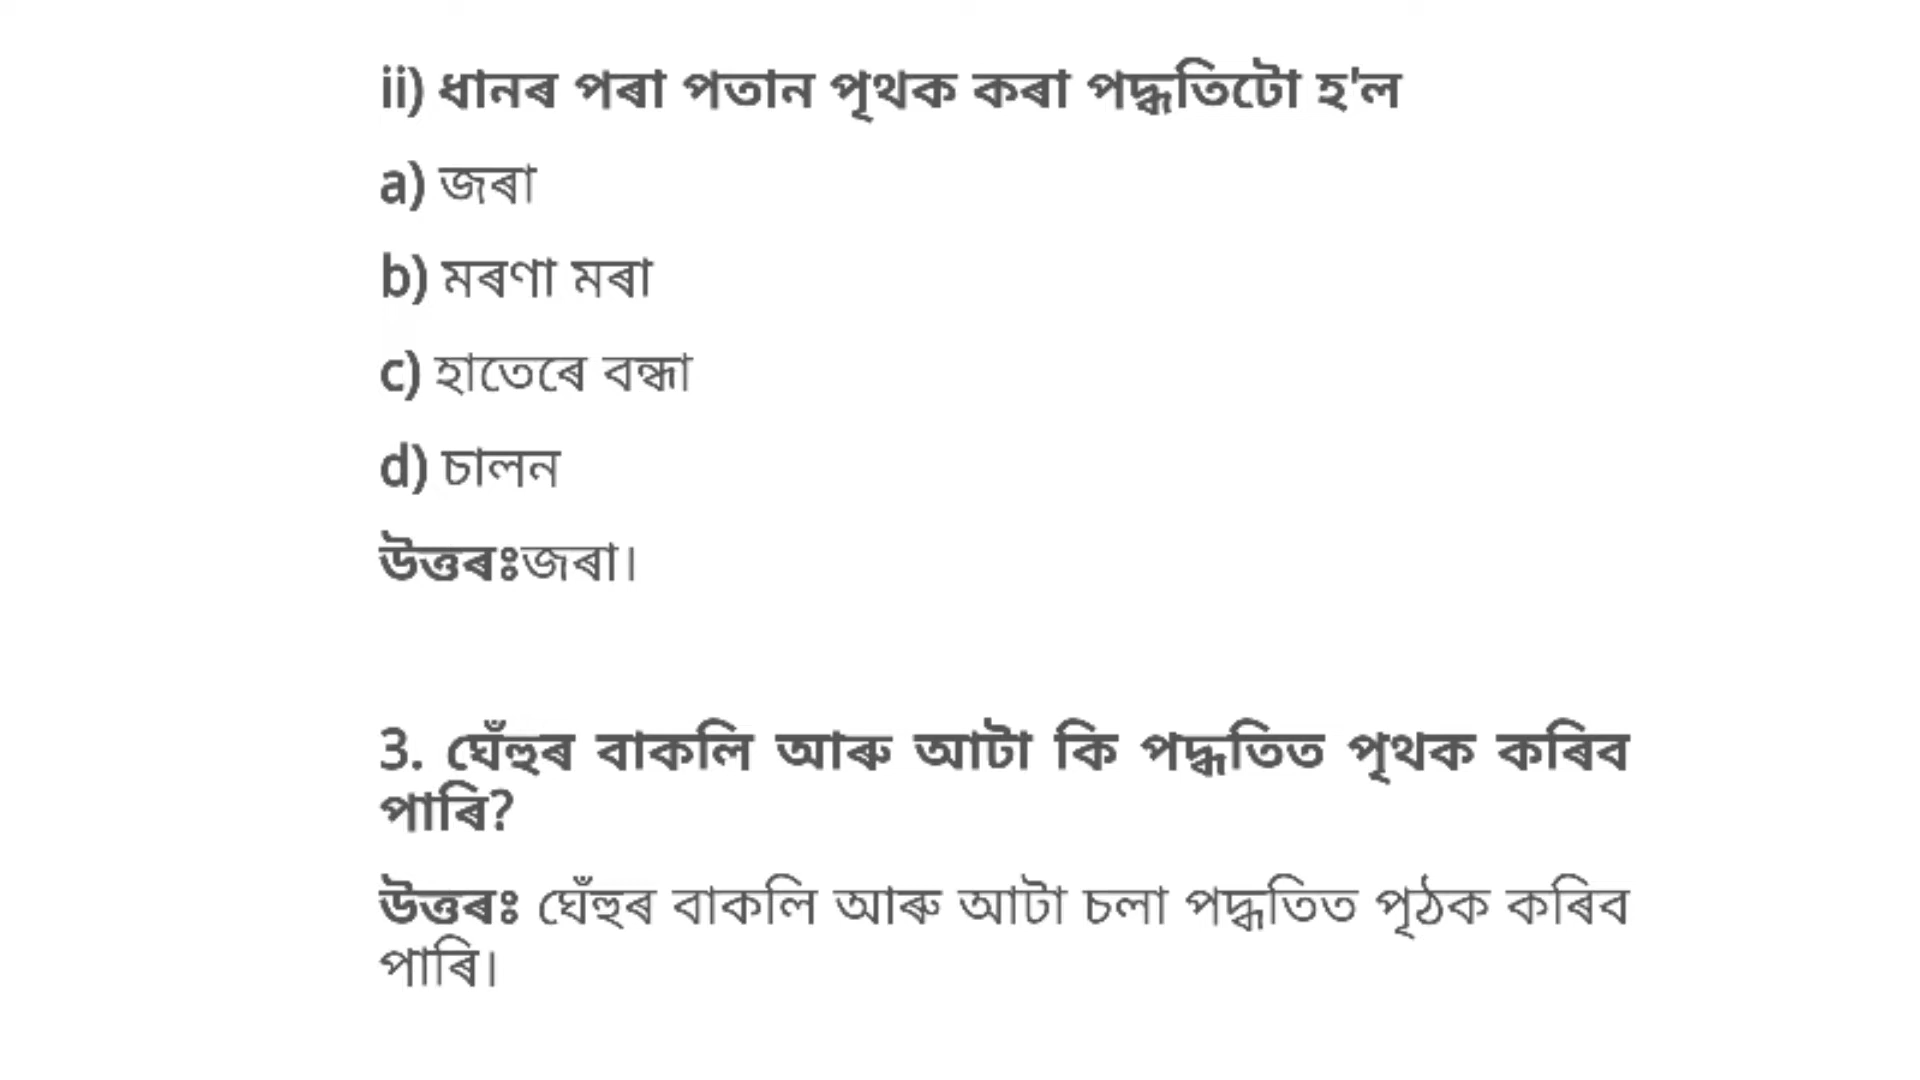 ii) ধানৰ পৰা পতান পৃথক কৰা পদ্ধতিটো হ'ল
a) জৰা
b) মৰণা মৰা
c) হাতেৰে বন্ধা
d) চালন
উত্তৰঃজৰা।
3. ঘেঁহুৰ বাকলি আৰু আটা কি পদ্ধতিত পৃথক কৰিব
পাৰি?
উত্তৰঃ ঘেঁহুৰ বাকলি আৰু আটা চলা পদ্ধতিত পৃঠক কৰিব
পাৰি।